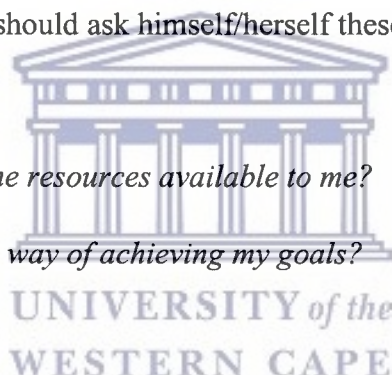 should ask himself/herself these
he resources available to me?
way of achieving my goals?
UNIVERSITY of the
WESTERN CAPE